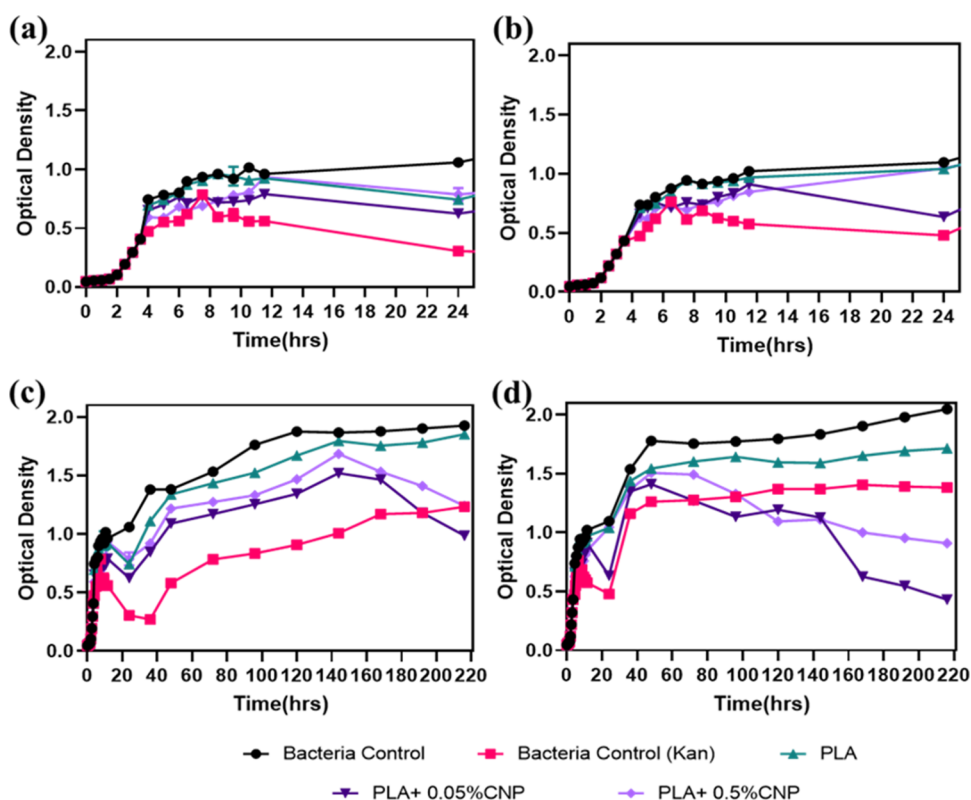 (a)
(b)
2.0
1.5
1.0
0.5
0.0
Optical Density
0 2 4 6 8 10 12 14 16 18 20 22 24
Time(hrs)
2.0
1.5
1.0
0.5
0.0
Optical Density
0 2 4 6 8 10 12 14 16 18 20 22 24
Time(hrs)
(c)
(d)
2.0
1.5
1.0
0.5
0.0
Optical Density
0 20 40 60 80 100 120 140 160 180 200 220
Time(hrs)
2.0
1.5
1.0
0.5
0.0
Optical Density
0 20 40 60 80 100 120 140 160 180 200 220
Time(hrs)
Bacteria Control
Bacteria Control (Kan)
PLA
PLA+ 0.05%CNP
PLA+ 0.5%CNP